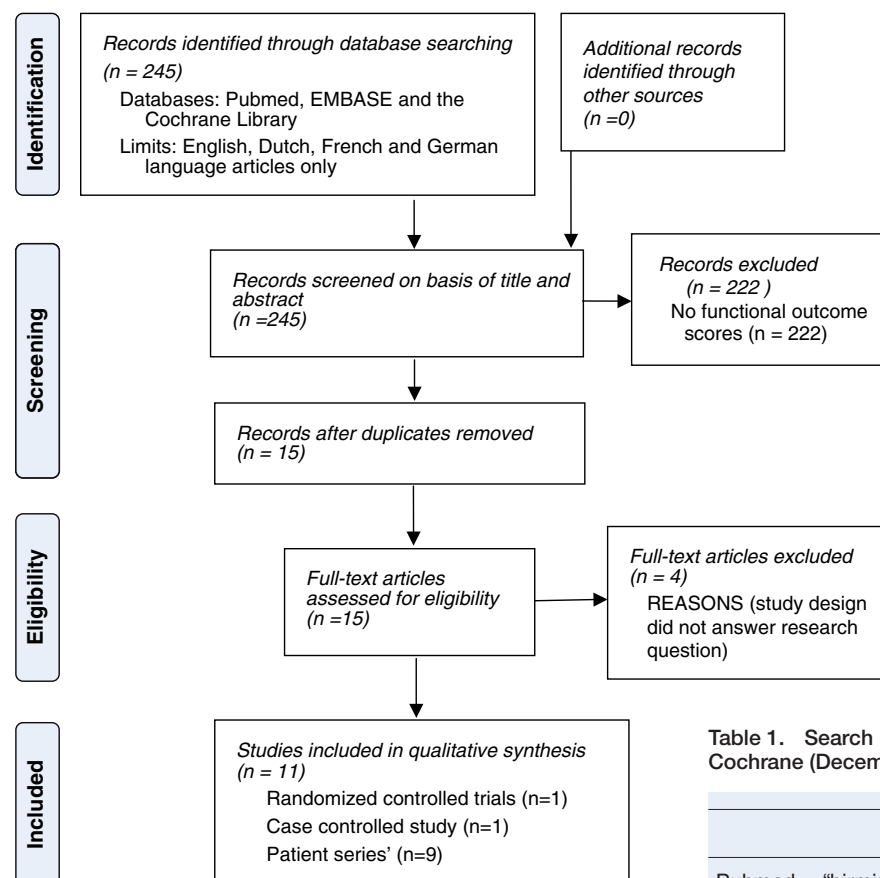 Identification
Records identified through database searching
(n = 245)
Databases: Pubmed, EMBASE and the
Cochrane Library
Limits: English, Dutch, French and German
language articles only
Additional records
identified through
other sources
(n =0)
Screening
Records screened on basis of title and
abstract
(n =245)
Records excluded
(n = 222 )
No functional outcome
scores (n = 222)
Records after duplicates removed
(n = 15)
Eligibility
Full-text articles
assessed for eligibility
(n =15)
Full-text articles excluded
(n = 4)
REASONS (study design
did not answer research
question)
Included
Studies included in qualitative synthesis
(n = 11)
Randomized controlled trials (n=1)
Case controlled study (n=1)
Patient series’ (n=9)
Table 1. Search
Cochrane (Decem
Pubmed